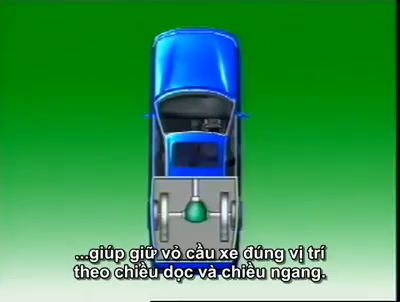 ...giúp giữ vỏ cầu xe đúng vị trí
theo chiều dọc và chiều ngang.